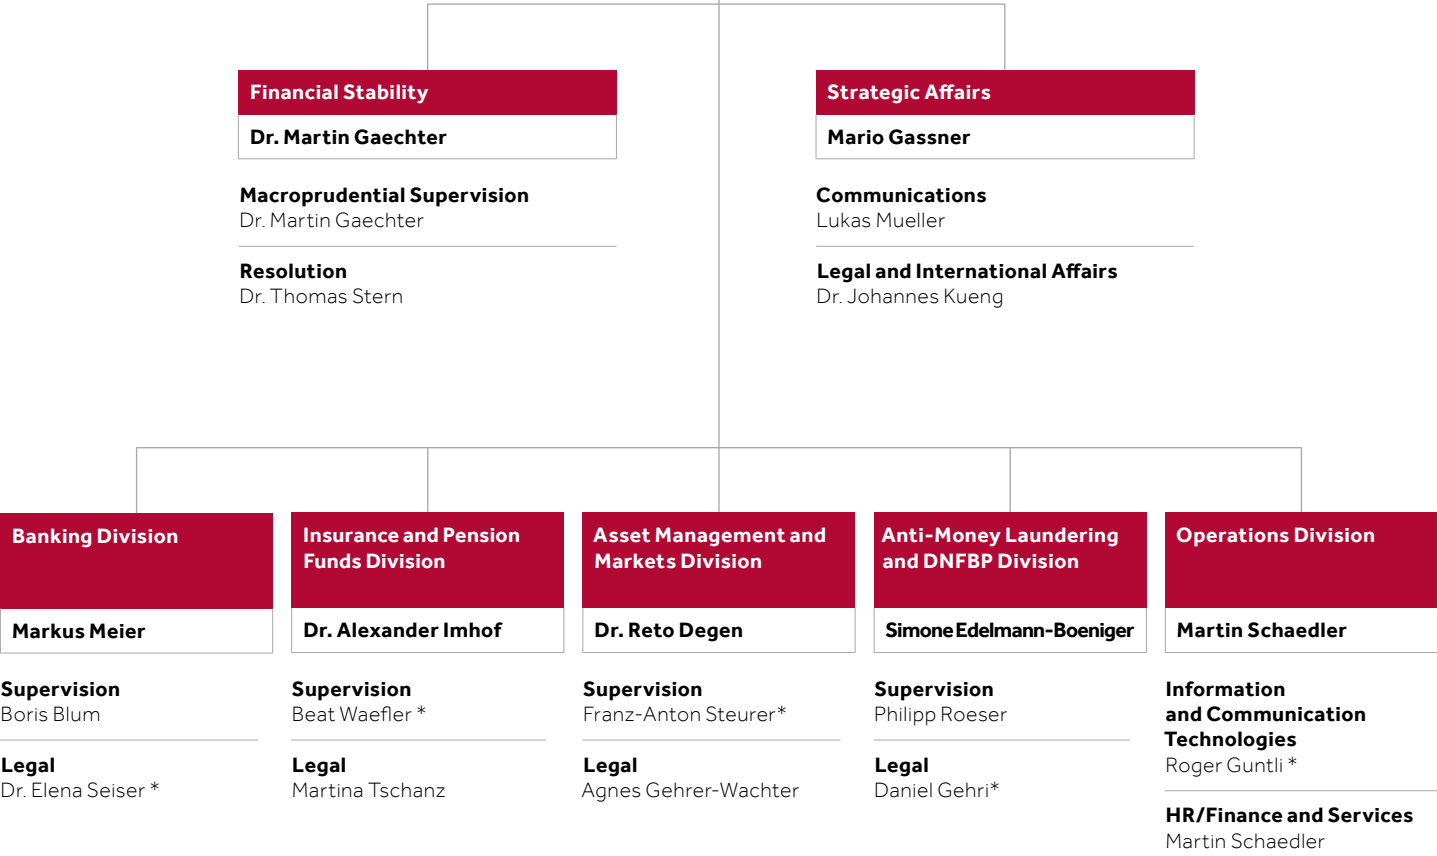 Financial Stability
Dr. Martin Gaechter
Macroprudential Supervision
Dr. Martin Gaechter
Resolution
Dr. Thomas Stern
Strategic Affairs
Mario Gassner
Communications
Lukas Mueller
Legal and International Affairs
Dr. Johannes Kueng
Banking Division
Markus Meier
Supervision
Boris Blum
Legal
Dr. Elena Seiser *
Insurance and Pension
Funds Division
Dr. Alexander Imhof
Supervision
Beat Waefler *
Legal
Martina Tschanz
Asset Management and
Markets Division
Dr. Reto Degen
Supervision
Franz-Anton Steurer*
Legal
Agnes Gehrer-Wachter
Anti-Money Laundering
and DNFBP Division
Simone Edelmann-Boeniger
Supervision
Philipp Roeser
Legal
Daniel Gehri*
Operations Division
Martin Schaedler
Information
and Communication
Technologies
Roger Guntli *
HR/Finance and Services
Martin Schaedler